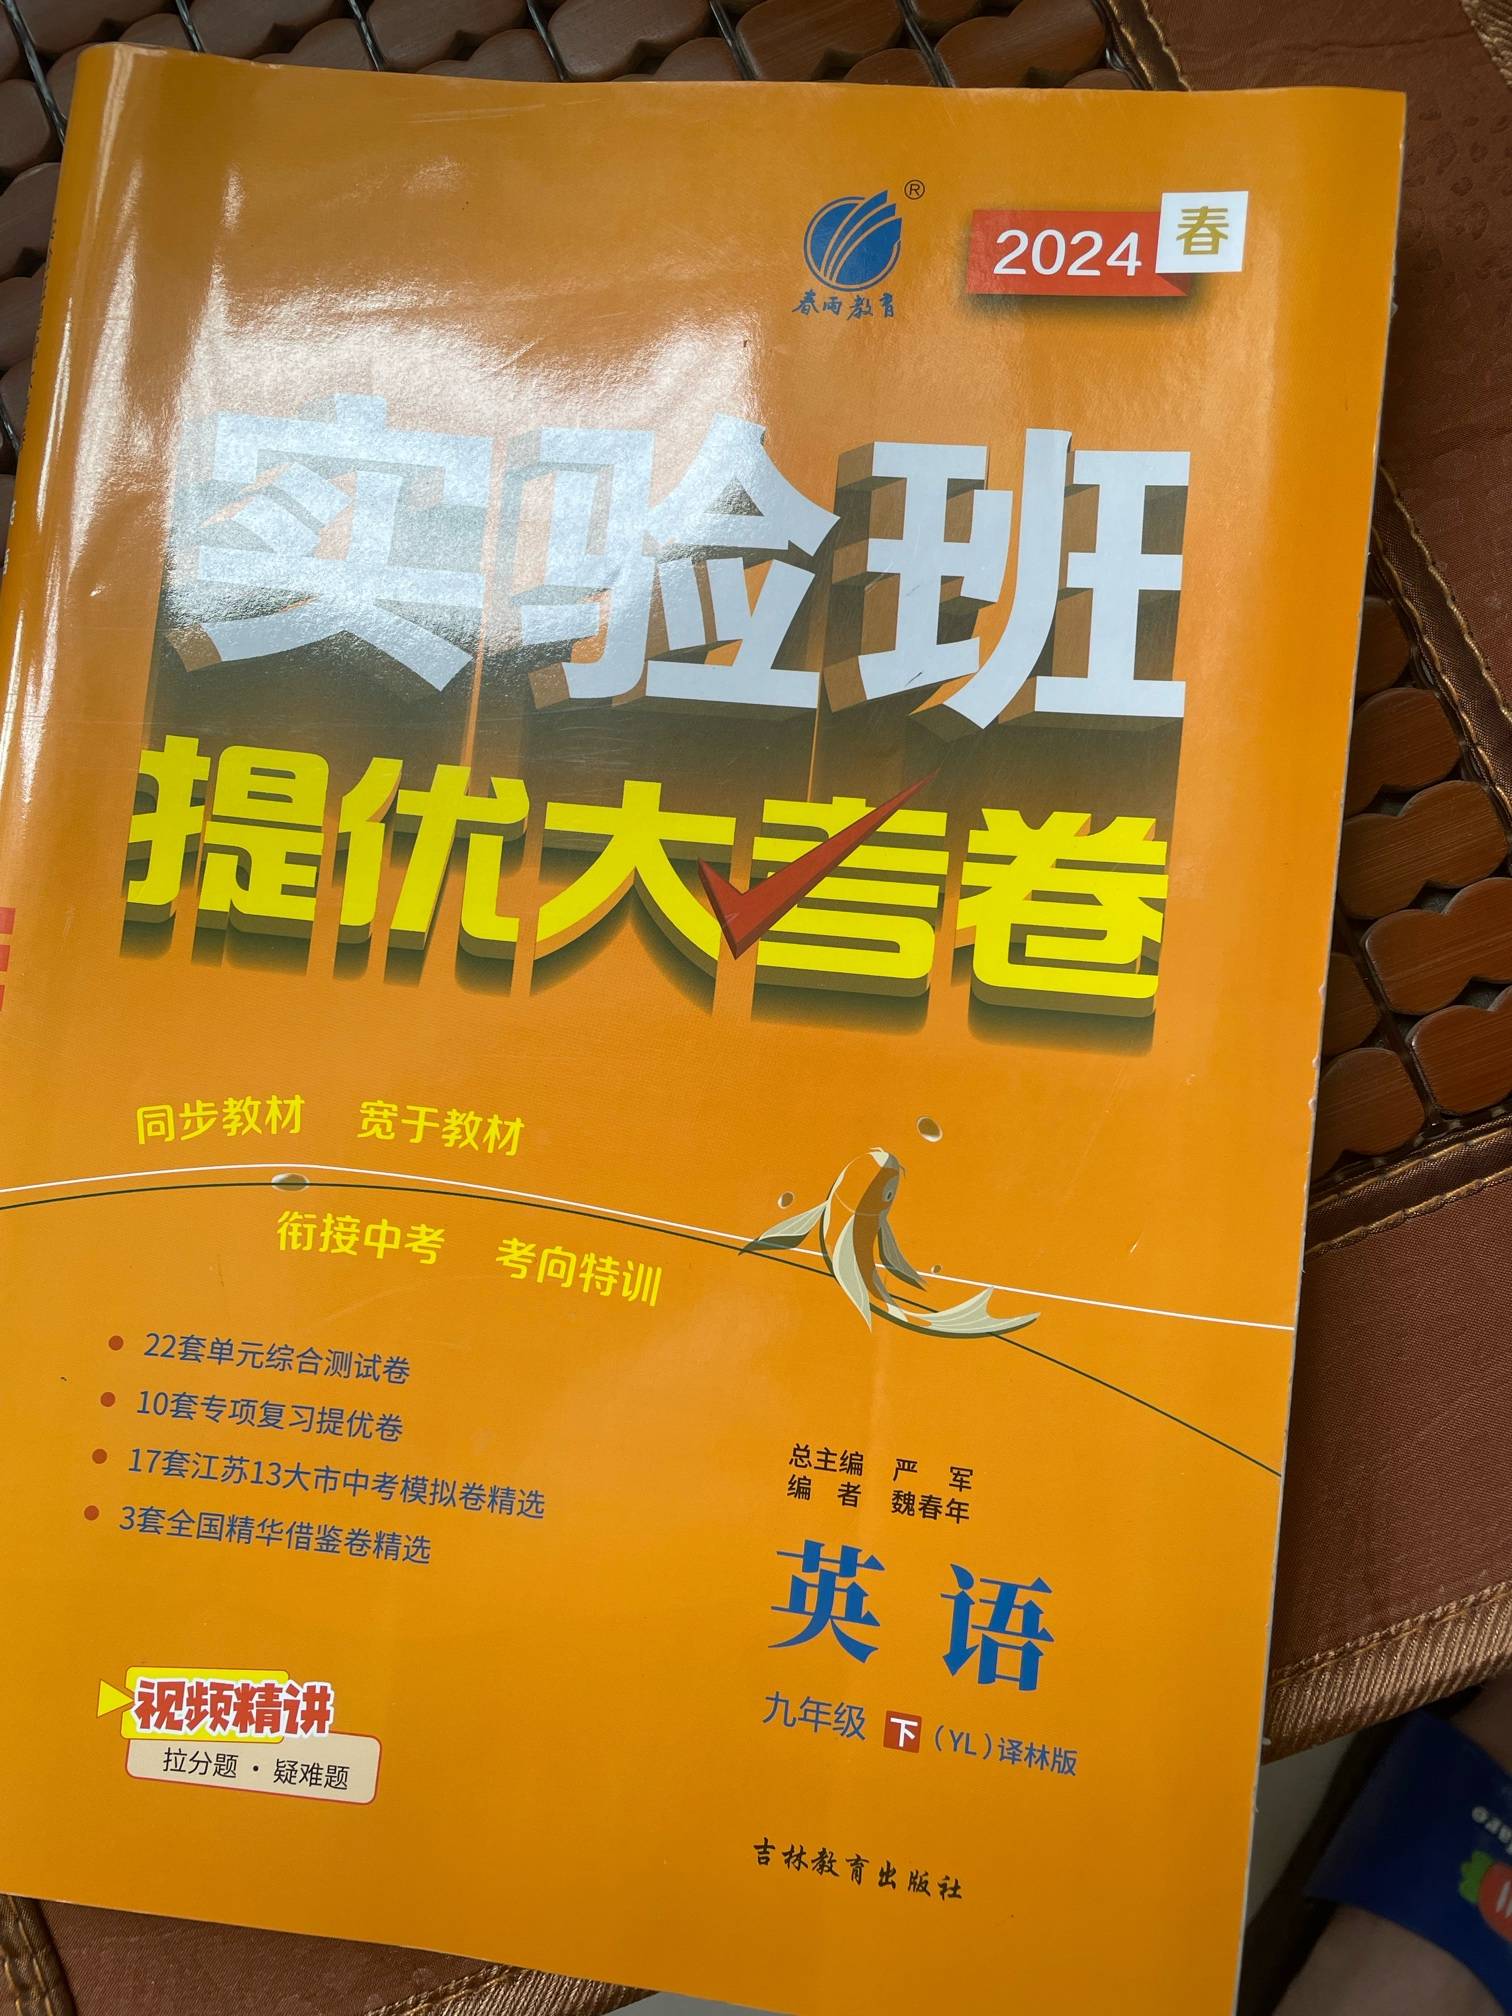 ®
春雨教育
2024 春
实验班
提优大考卷
同步教材 宽于教材
衔接中考 考向特训
22套单元综合测试卷
10套专项复习提优卷
17套江苏13大市中考模拟卷精选
3套全国精华借鉴卷精选
总主编 严 军
编 者 魏春年
英 语
九年级 下 (YL)译林版
视频精讲
拉分题·疑难题
吉林教育出版社